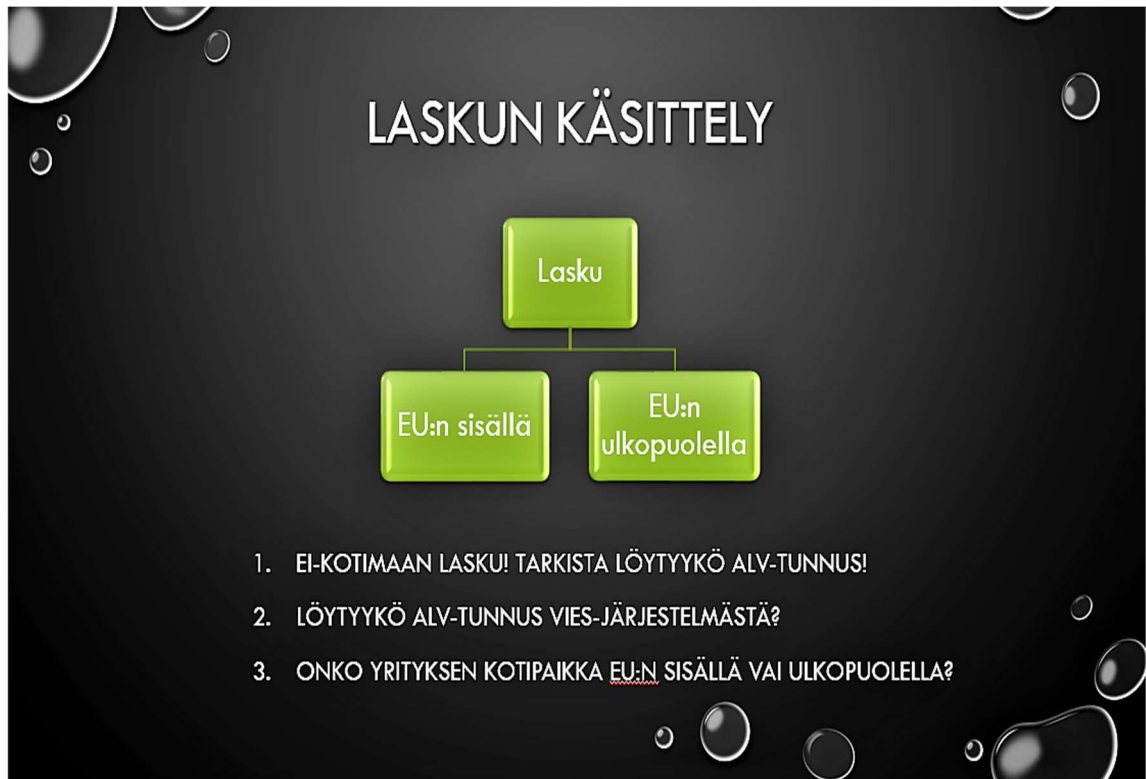 LASKUN KÄSITTELY
Lasku
EU:n sisällä
EU:n
ulkopuolella
1. EI-KOTIMAAN LASKU! TARKISTA LÖYTYYKÖ ALV-TUNNUS!
2. LÖYTYYKÖ ALV-TUNNUS VIES-JÄRJESTELMÄSTÄ?
3. ONKO YRITYKSEN KOTIPAIKKA EU:N SISÄLLÄ VAI ULKOPUOLELLA?